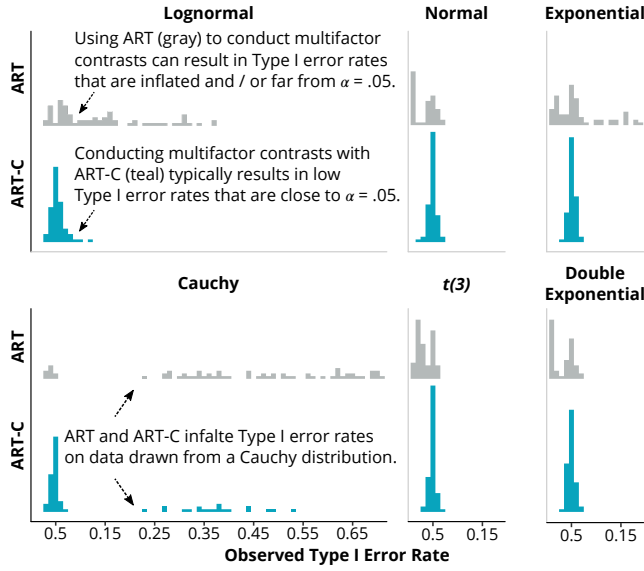 Lognormal
Normal
Exponential
ART
Using ART (gray) to conduct multifactor
contrasts can result in Type I error rates
that are inflated and / or far from α = .05.
ART-C
Conducting multifactor contrasts with
ART-C (teal) typically results in low
Type I error rates that are close to α = .05.
Cauchy
t(3)
Double
Exponential
ART
ART-C
ART and ART-C infalte Type I error rates
on data drawn from a Cauchy distribution.
0.5 0.15 0.25 0.35 0.45 0.55 0.65
0.5 0.15
0.5 0.15
Observed Type I Error Rate